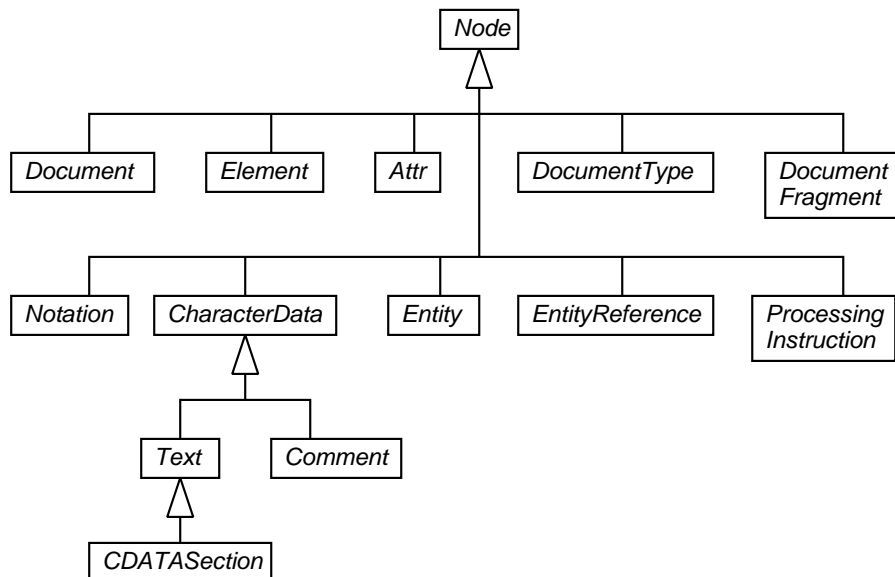 Node
Document
Element
Attr
DocumentType
Document
Fragment
Notation
CharacterData
Entity
EntityReference
Processing
Instruction
Text
Comment
CDATASection